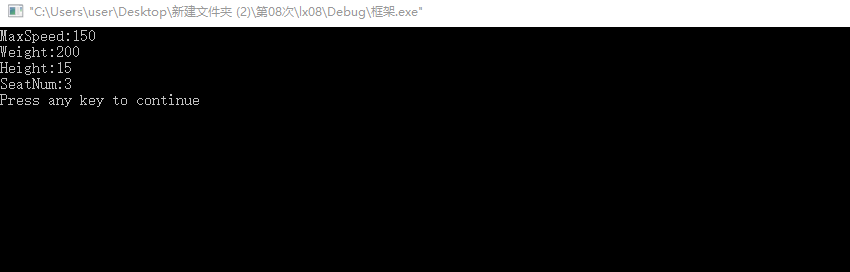 "C:\Users\user\Desktop\新建文件夹 (2)\第08次\lx08\Debug\框架.exe"
MaxSpeed:150
Weight:200
Height:15
SeatNum:3
Press any key to continue